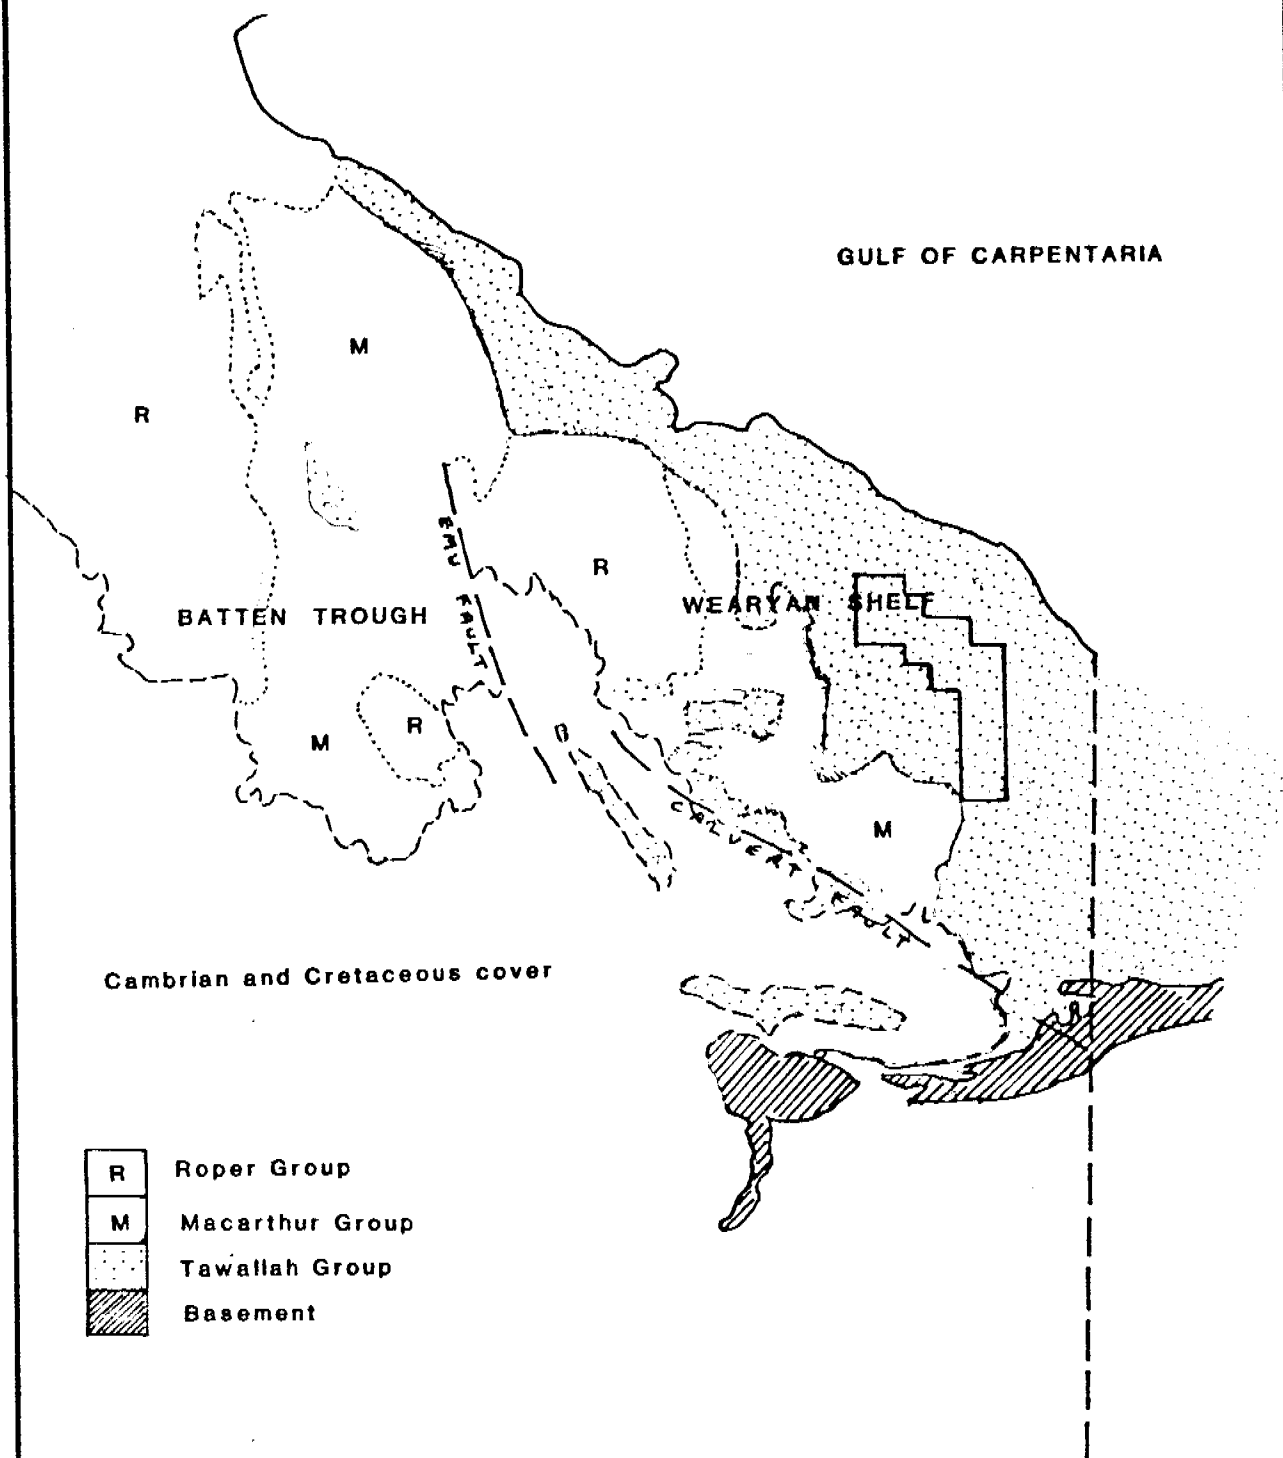 GULF OF CARPENTARIA
M
R
EMU FAULT
R
WEARYAN SHELF
BATTEN TROUGH
R
M
M
CALVERT FAULT
Cambrian and Cretaceous cover
R Roper Group
M Macarthur Group
Tawallah Group
Basement